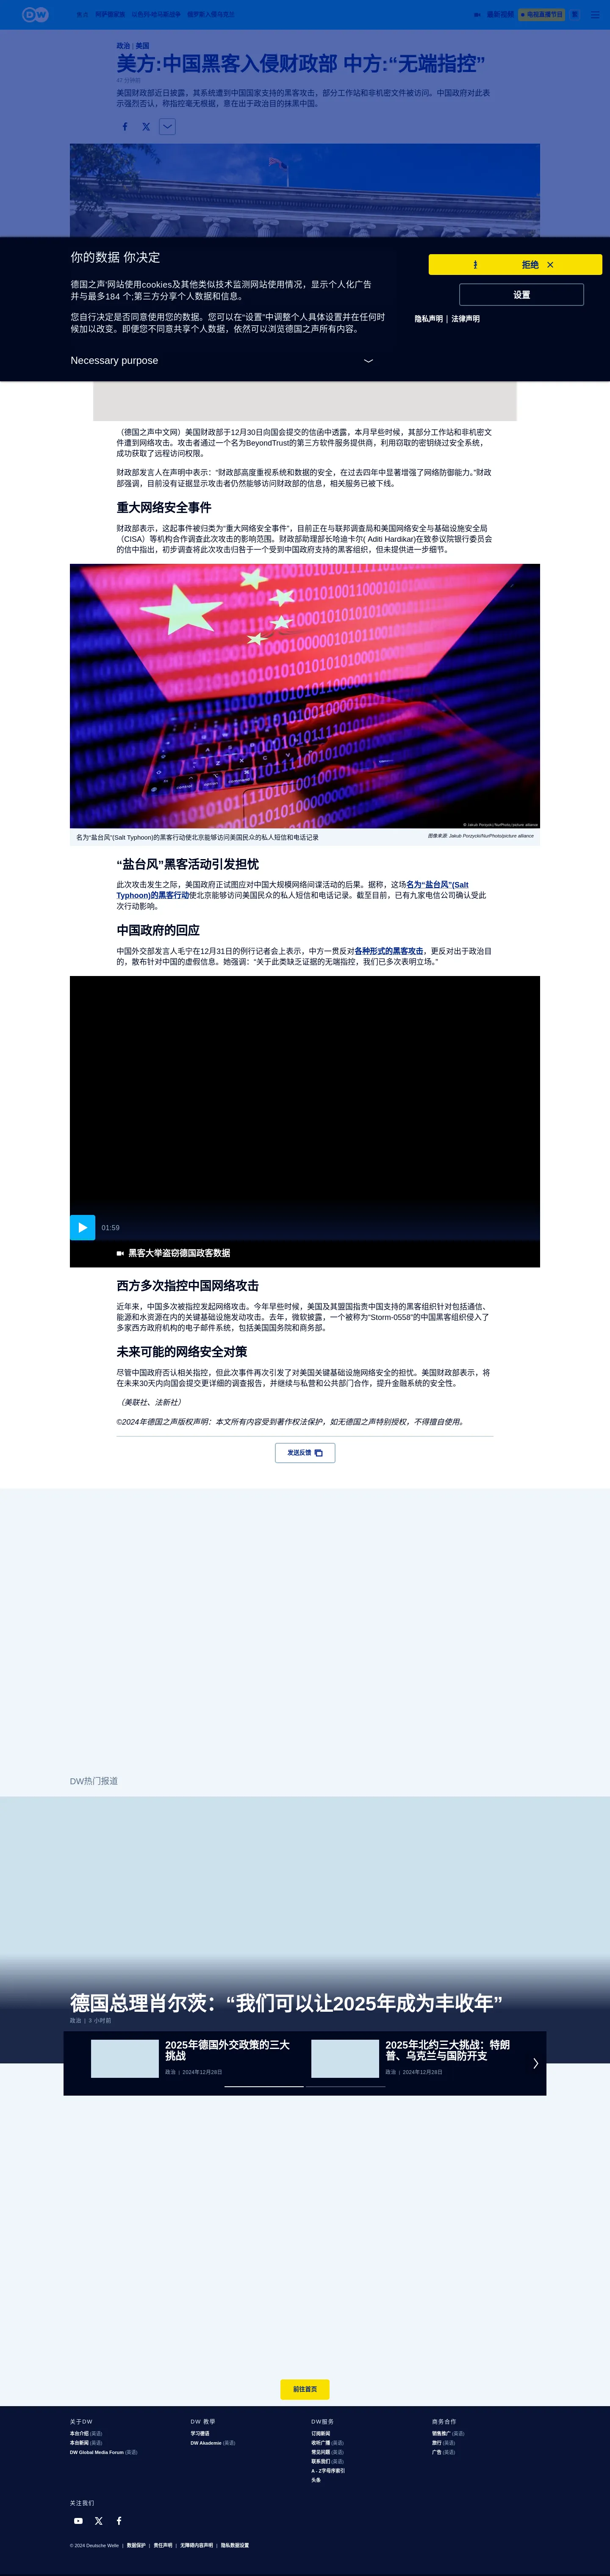 DW
最新视频
电视直播节目
繁
政治 | 美国
美方:中国黑客入侵财政部 中方:“无端指控”
美国财政部近日披露，其系统遭到中国国家支持的黑客攻击，部分工作站和非机密文件被访问。中国政府对此表
示强烈否认，称指控毫无根据，意在出于政治目的抹黑中国。
你的数据 你决定
德国之声‘网站使用cookies及其他类似技术监测网站使用情况，显示个人化广告
并与最多184 个;第三方分享个人数据和信息。
您自行决定是否同意使用您的数据。您可以在“设置”中调整个人具体设置并在任何时
候加以改变。即便您不同意共享个人数据，依然可以浏览德国之声所有内容。
Necessary purpose
拒绝
设置
隐私声明 | 法律声明
（德国之声中文网）美国财政部于12月30日向国会提交的信函中透露，本月早些时候，其部分工作站和非机密文
件遭到网络攻击。攻击者通过一个名为BeyondTrust的第三方软件服务提供商，利用窃取的密钥绕过安全系统，
成功获取了远程访问权限。
财政部发言人在声明中表示：“财政部高度重视系统和数据的安全，在过去四年中显著增强了网络防御能力。”财政
部强调，目前没有证据显示攻击者仍然能够访问财政部的信息，相关服务已被下线。
重大网络安全事件
财政部表示，这起事件被归类为“重大网络安全事件”，目前正在与联邦调查局和美国网络安全与基础设施安全局
（CISA）等机构合作调查此次攻击的影响范围。财政部助理部长哈迪卡尔( Aditi Hardikar)在致参议院银行委员会
的信中指出，初步调查将此次攻击归咎于一个受到中国政府支持的黑客组织，但未提供进一步细节。
© Jakub Porzycki/NurPhoto/picture alliance
名为“盐台风”(Salt Typhoon)的黑客行动使北京能够访问美国民众的私人短信和电话记录
图像来源: Jakub Porzycki/NurPhoto/picture alliance
“盐台风”黑客活动引发担忧
此次攻击发生之际，美国政府正试图应对中国大规模网络间谍活动的后果。据称，这场名为“盐台风”(Salt
Typhoon)的黑客行动使北京能够访问美国民众的私人短信和电话记录。截至目前，已有九家电信公司确认受此
次行动影响。
中国政府的回应
中国外交部发言人毛宁在12月31日的例行记者会上表示，中方一贯反对各种形式的黑客攻击，更反对出于政治目
的，散布针对中国的虚假信息。她强调：“关于此类缺乏证据的无端指控，我们已多次表明立场。”
01:59
黑客大举盗窃德国政客数据
西方多次指控中国网络攻击
近年来，中国多次被指控发起网络攻击。今年早些时候，美国及其盟国指责中国支持的黑客组织针对包括通信、
能源和水资源在内的关键基础设施发动攻击。去年，微软披露，一个被称为“Storm-0558”的中国黑客组织侵入了
多家西方政府机构的电子邮件系统，包括美国国务院和商务部。
未来可能的网络安全对策
尽管中国政府否认相关指控，但此次事件再次引发了对美国关键基础设施网络安全的担忧。美国财政部表示，将
在未来30天内向国会提交更详细的调查报告，并继续与私营和公共部门合作，提升金融系统的安全性。
（美联社、法新社）
©2024年德国之声版权声明：本文所有内容受到著作权法保护，如无德国之声特别授权，不得擅自使用。
发送反馈
DW热门报道
德国总理肖尔茨：“我们可以让2025年成为丰收年”
政治 | 3 小时前
2025年德国外交政策的三大
挑战
政治 | 2024年12月28日
2025年北约三大挑战：特朗
普、乌克兰与国防开支
政治 | 2024年12月28日
前往首页
关于DW
本台介绍 (英语)
本台新闻 (英语)
DW Global Media Forum (英语)
DW 教學
学习德语
DW Akademie (英语)
DW服务
订阅新闻
收听广播 (英语)
常见问题 (英语)
联系我们 (英语)
A - Z字母序索引
头条
商务合作
销售推广 (英语)
旅行 (英语)
广告 (英语)
关注我们
© 2024 Deutsche Welle | 数据保护 | 责任声明 | 无障碍内容声明 | 隐私数据设置